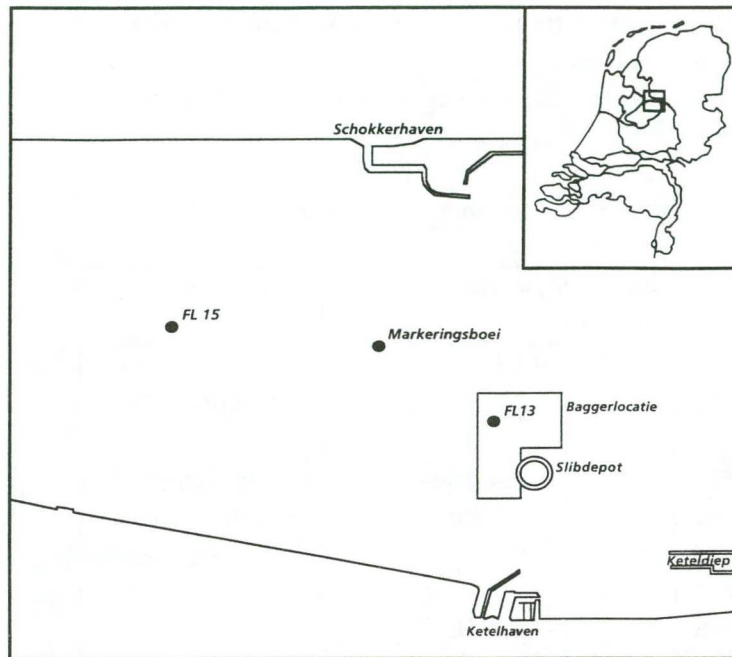 Schokkerhaven
FL 15
Markeringsboei
FL13
Baggerlocatie
Slibdepot
Keteldiep
Ketelhaven